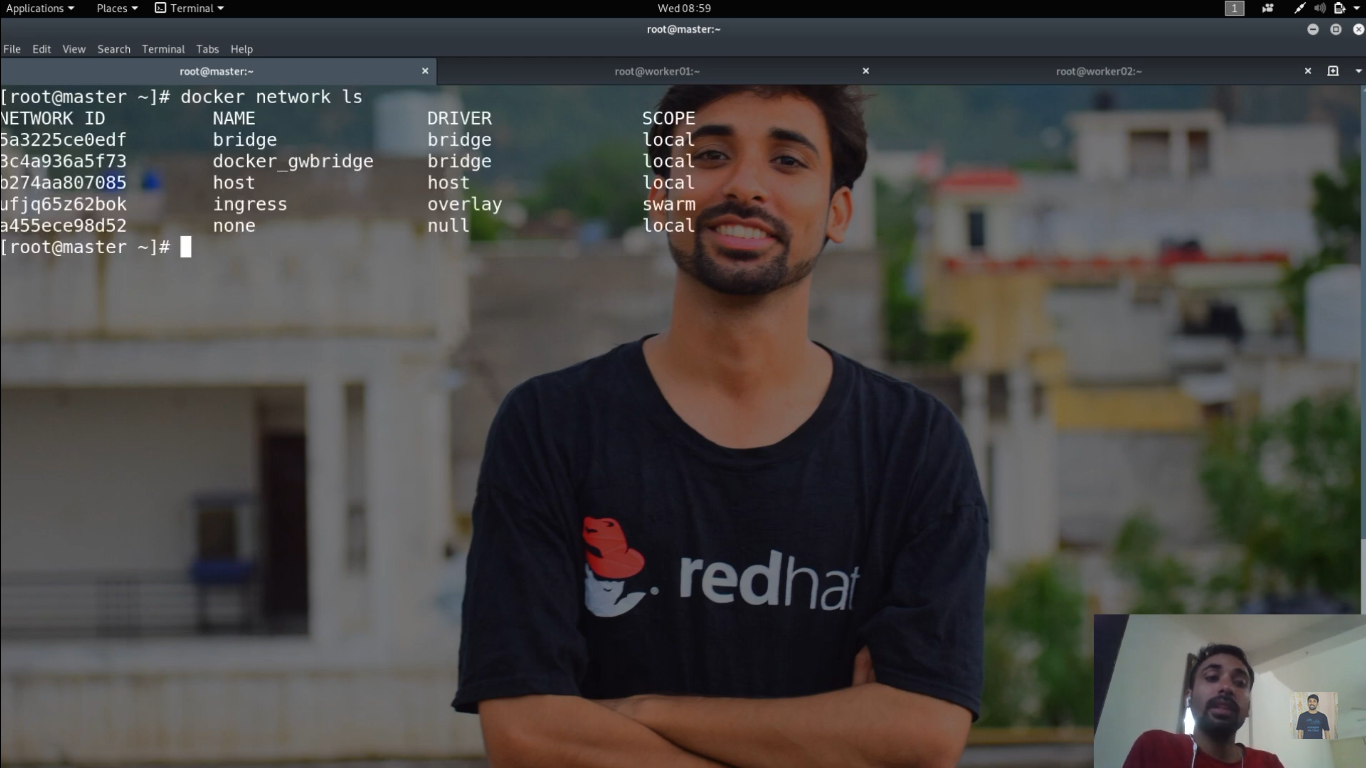 Applications Places Terminal Wed 08:59 1
root@master:~
File Edit View Search Terminal Tabs Help
root@master:~ root@worker01:~ root@worker02:~
[root@master ~]# docker network ls
NETWORK ID NAME DRIVER SCOPE
5a3225ce0edf bridge bridge local
3c4a936a5f73 docker_gwbridge bridge local
b274aa807085 host host local
ufjq65z62bok ingress overlay swarm
a455ece98d52 none null local
[root@master ~]#
redhat